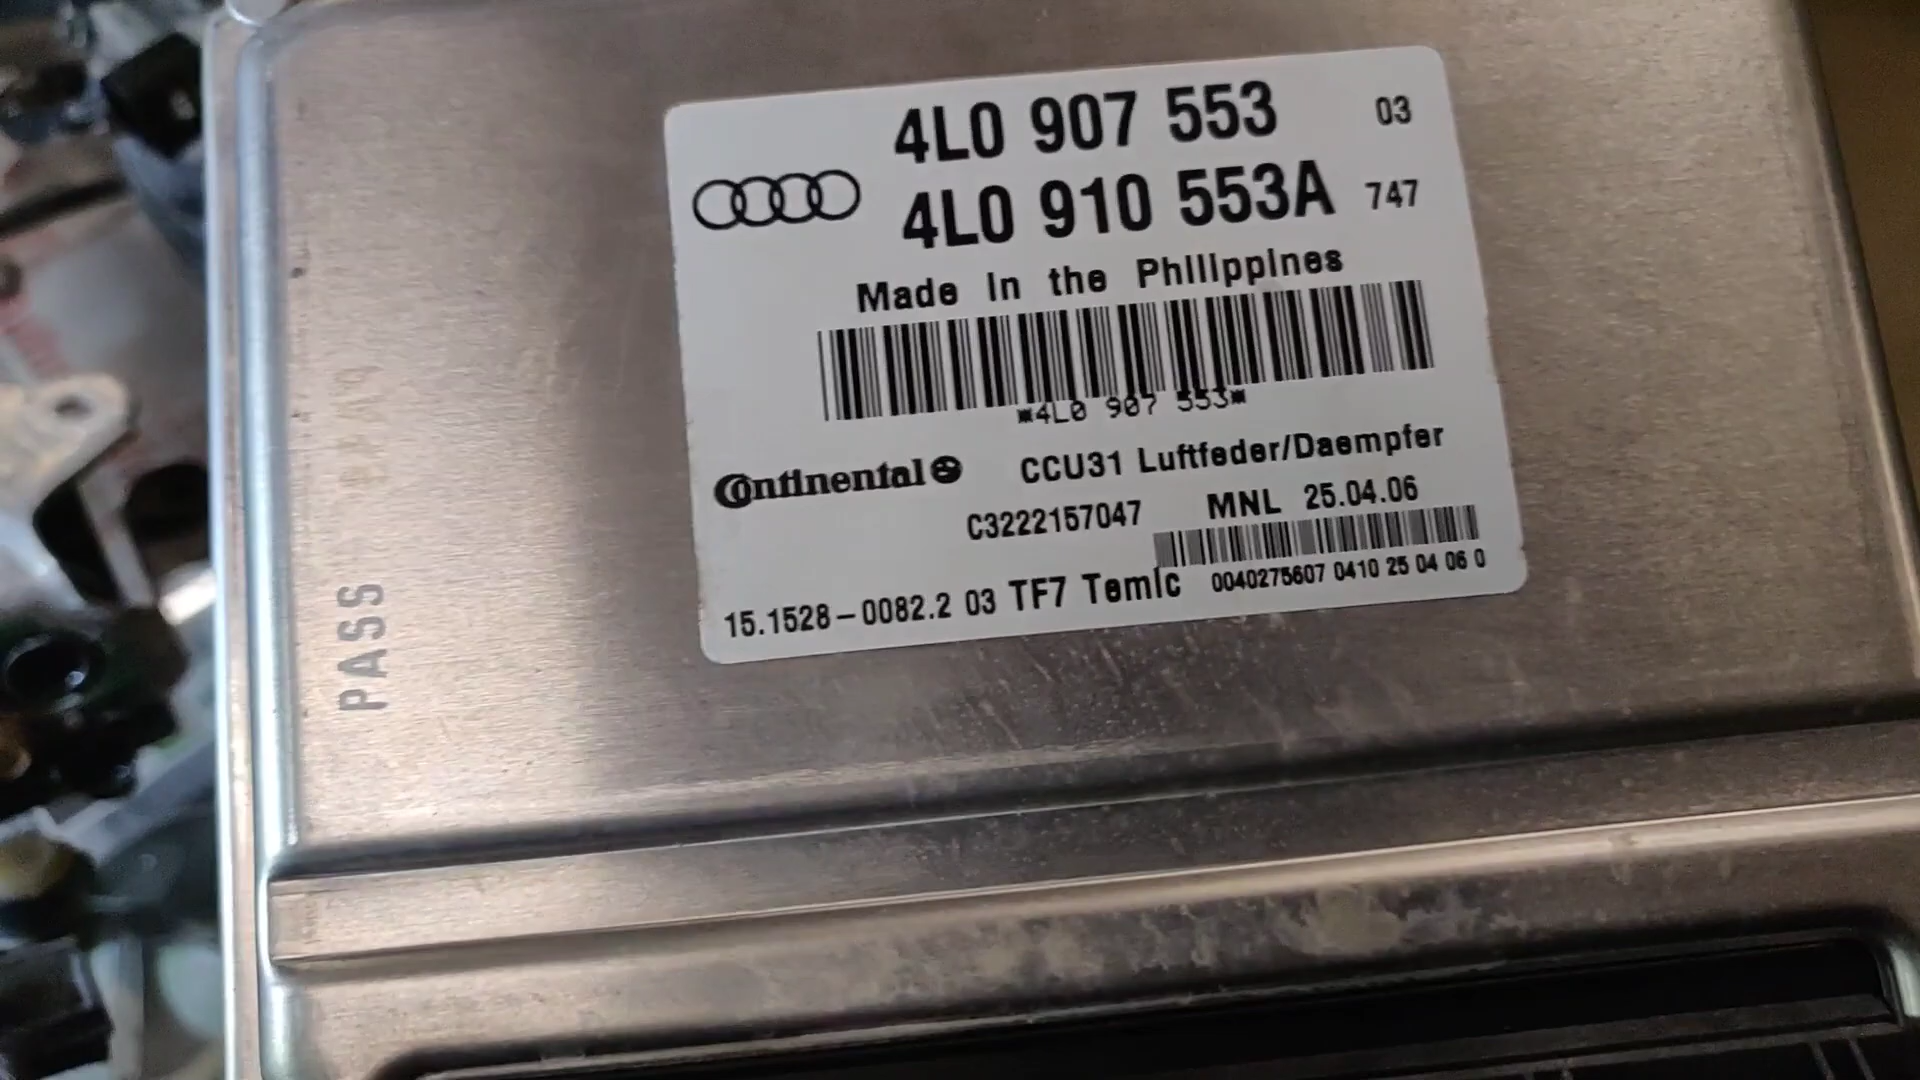 4L0 907 553 03
4L0 910 553A 747
Made in the Philippines
*4L0 907 553*
Continental CCU31 Luftfeder/Daempfer
C3222157047 MNL 25.04.06
15.1528-0082.2 03 TF7 Temic 0040275607 0410 25 04 06 0
PASS